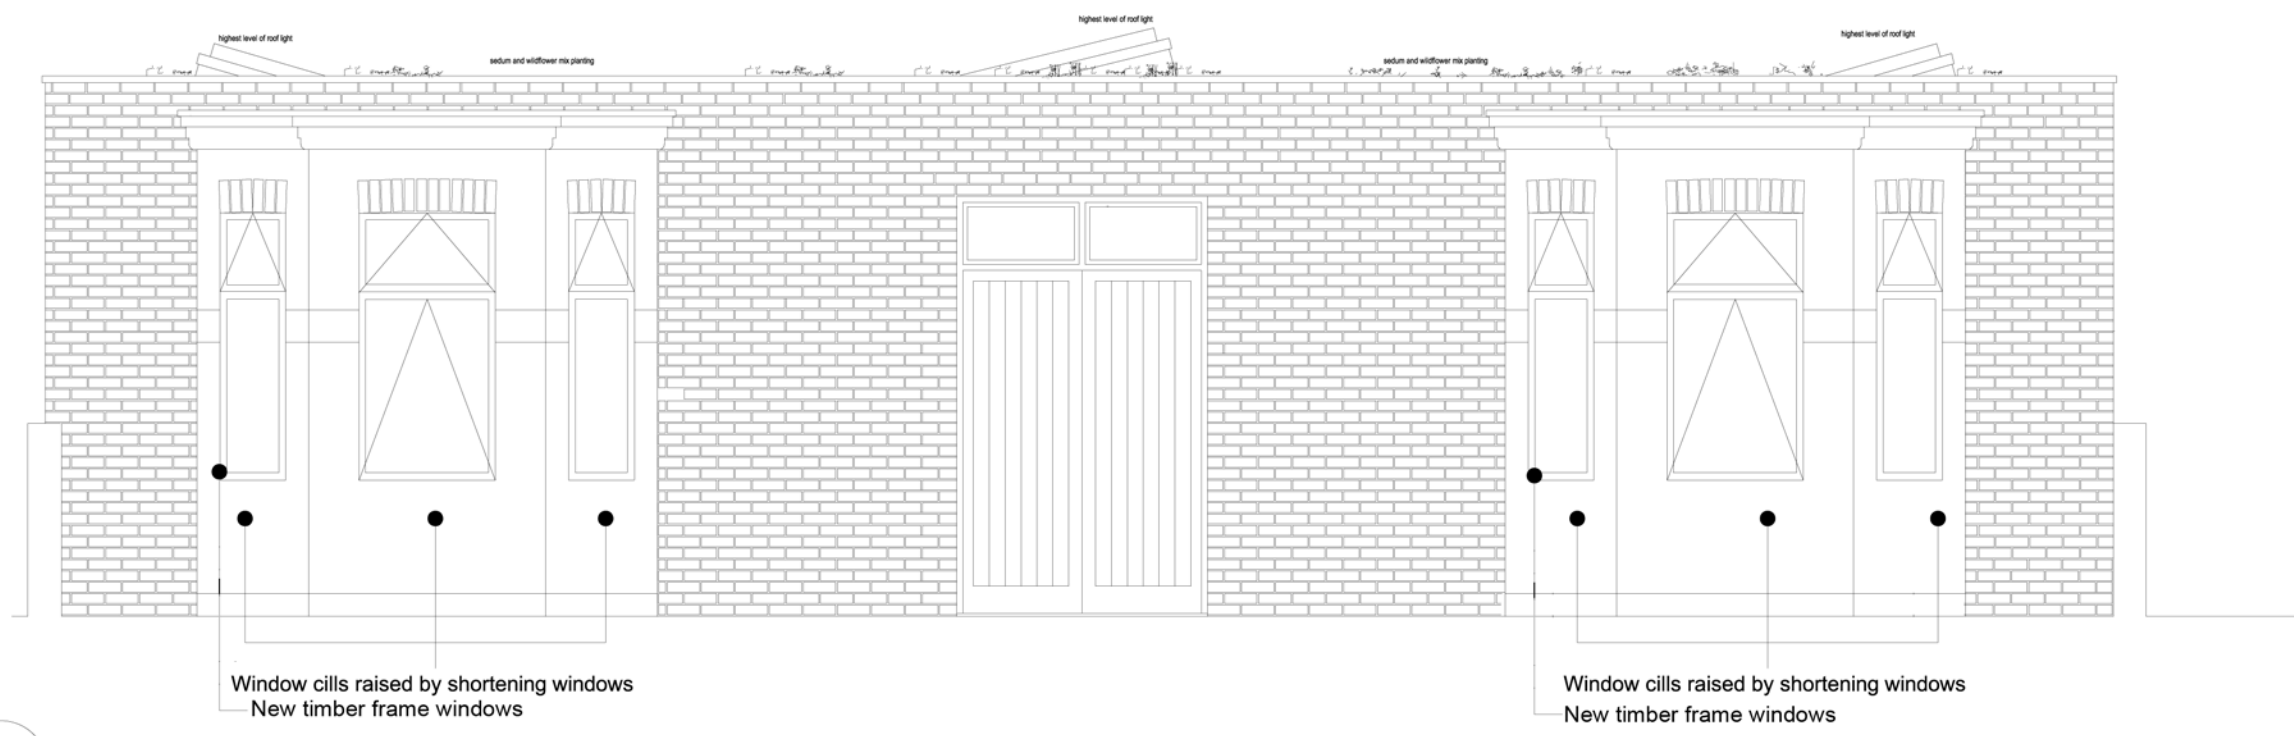 highest level of roof light
highest level of roof light
highest level of roof light
sedum and wildflower mix planting
sedum and wildflower mix planting
Window cills raised by shortening windows
New timber frame windows
Window cills raised by shortening windows
New timber frame windows